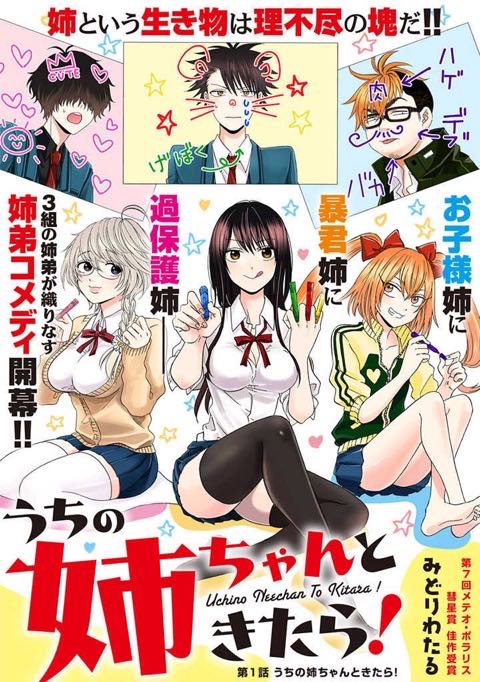 姉という生き物は理不尽の塊だ!!
CUTE
げぼく
肉
ハゲ
デブ
バカ
お子様姉に
暴君姉に
過保護姉
3組の姉弟が織りなす
姉弟コメディ開幕!!
うちの
姉ちゃんと
きたら!
Uchino Neechan To Kitara!
第7回メテオ・ポラリス
彗星賞 佳作受賞
みどりわたる
第1話 うちの姉ちゃんときたら!